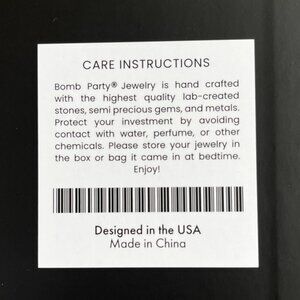 CARE INSTRUCTIONS
Bomb Party® Jewelry is hand crafted
with the highest quality lab-created
stones, semi precious gems, and metals.
Protect your investment by avoiding
contact with water, perfume, or other
chemicals. Please store your jewelry in
the box or bag it came in at bedtime.
Enjoy!
Designed in the USA
Made in China